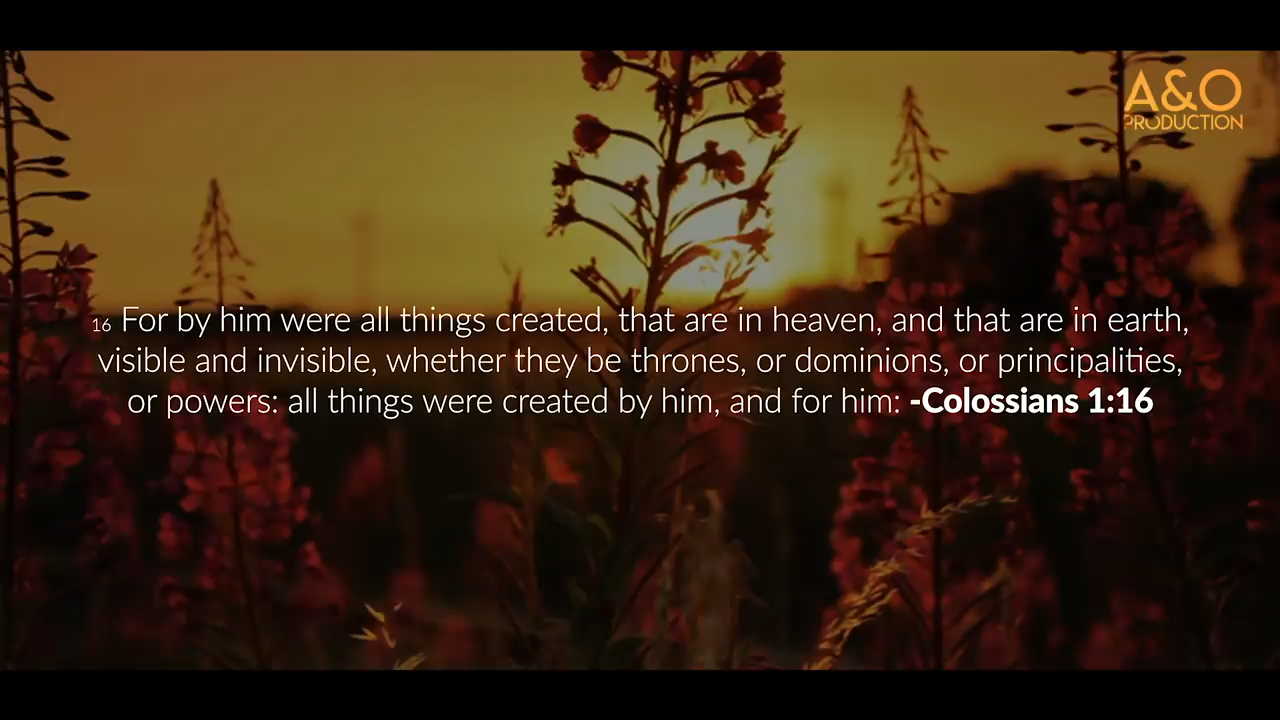 A&O
PRODUCTION
16 For by him were all things created, that are in heaven, and that are in earth,
visible and invisible, whether they be thrones, or dominions, or principalities,
or powers: all things were created by him, and for him: -Colossians 1:16